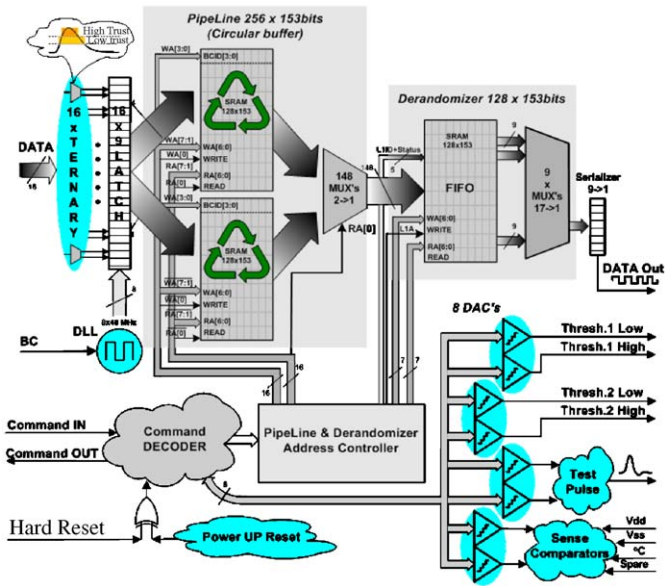 High Trust
Low trust
PipeLine 256 x 153bits
(Circular buffer)
WA[3:0]
BCID[3:0]
SRAM
128x153
WA[7:1]
WA[6:0]
WA[0]
WRITE
RA[7:1]
RA[6:0]
RA[0]
READ
WA[3:0]
BCID[3:0]
SRAM
128x153
WA[7:1]
WA[6:0]
WA[0]
WRITE
RA[7:1]
RA[6:0]
RA[0]
READ
DATA
16
16 x TERNARY
16 x 9 LATCH
148
MUX's
2->1
148
RA[0]
Derandomizer 128 x 153bits
L1ID+Status
5
SRAM
128x153
FIFO
WA[6:0]
L1A
WRITE
RA[6:0]
READ
9
9
9
x
MUX's
17->1
Serializer
9->1
DATA Out
8
8x40 MHz
BC
DLL
16
16
7
7
8 DAC's
Thresh.1 Low
Thresh.1 High
Thresh.2 Low
Thresh.2 High
Command IN
Command OUT
Command
DECODER
PipeLine & Derandomizer
Address Controller
8
Test
Pulse
Hard Reset
Power UP Reset
Sense
Comparators
Vdd
Vss
°C
Spare